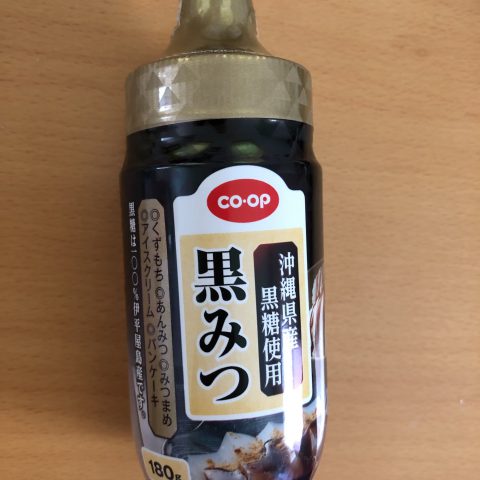 CO・OP
沖縄県産
黒糖使用
黒みつ
◎くずもち◎あんみつ◎みつまめ
◎アイスクリーム◎パンケーキ
黒糖は一〇〇%伊平屋島産です。
180g